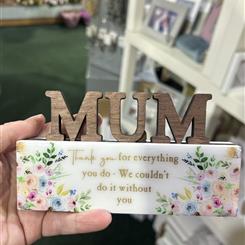 MUM
Thank you for everything
you do - We couldn't
do it without
you